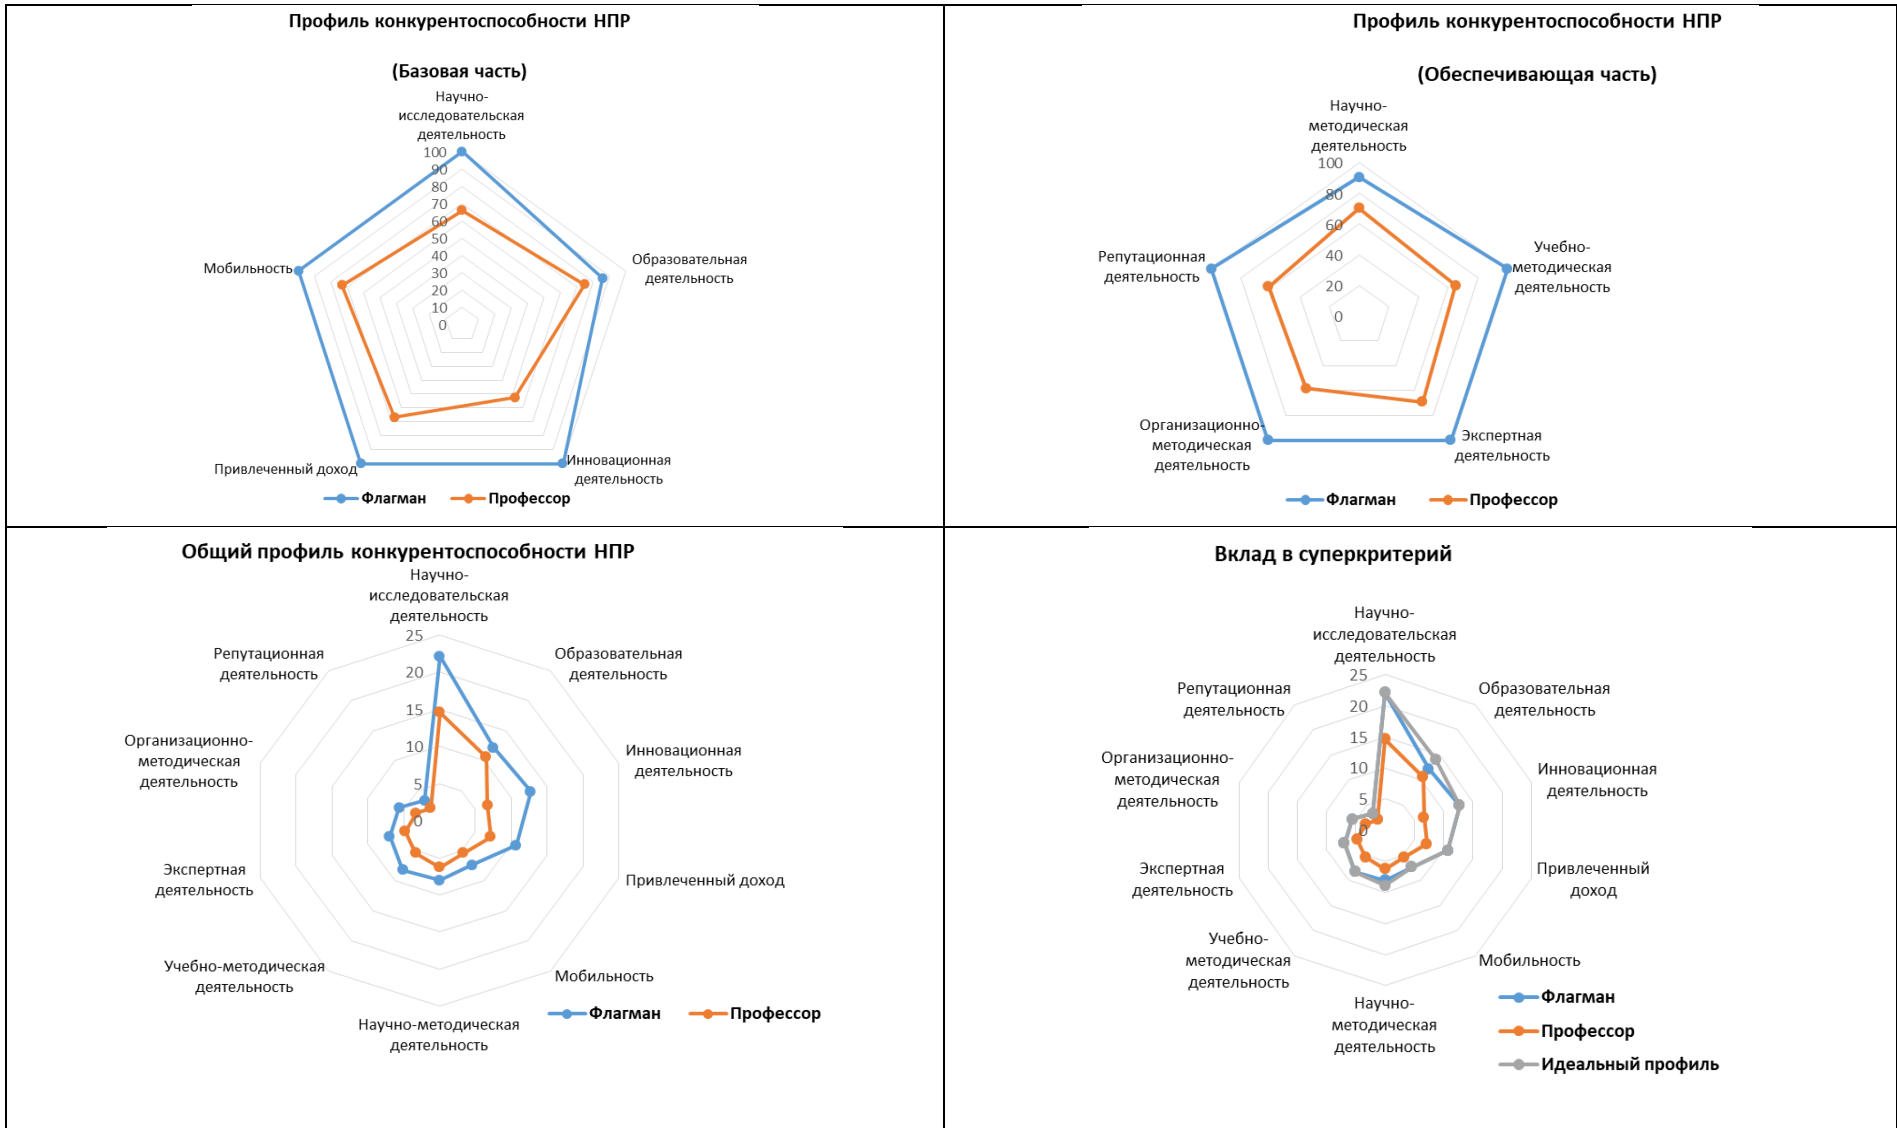 Профиль конкурентоспособности НПР
(Базовая часть)
Научно-
исследовательская
деятельность
100
90
80
70
60
50
40
30
20
10
0
Образовательная
деятельность
Инновационная
деятельность
Привлеченный доход
Мобильность
Флагман
Профессор
Профиль конкурентоспособности НПР
(Обеспечивающая часть)
Научно-
методическая
деятельность
100
80
60
40
20
0
Учебно-
методическая
деятельность
Экспертная
деятельность
Организационно-
методическая
деятельность
Репутационная
деятельность
Флагман
Профессор
Общий профиль конкурентоспособности НПР
Научно-
исследовательская
деятельность
25
20
15
10
5
0
Образовательная
деятельность
Инновационная
деятельность
Привлеченный доход
Мобильность
Научно-методическая
деятельность
Учебно-методическая
деятельность
Экспертная
деятельность
Организационно-
методическая
деятельность
Репутационная
деятельность
Флагман
Профессор
Вклад в суперкритерий
Научно-
исследовательская
деятельность
25
20
15
10
5
0
Образовательная
деятельность
Инновационная
деятельность
Привлеченный
доход
Мобильность
Научно-
методическая
деятельность
Учебно-
методическая
деятельность
Экспертная
деятельность
Организационно-
методическая
деятельность
Репутационная
деятельность
Флагман
Профессор
Идеальный профиль